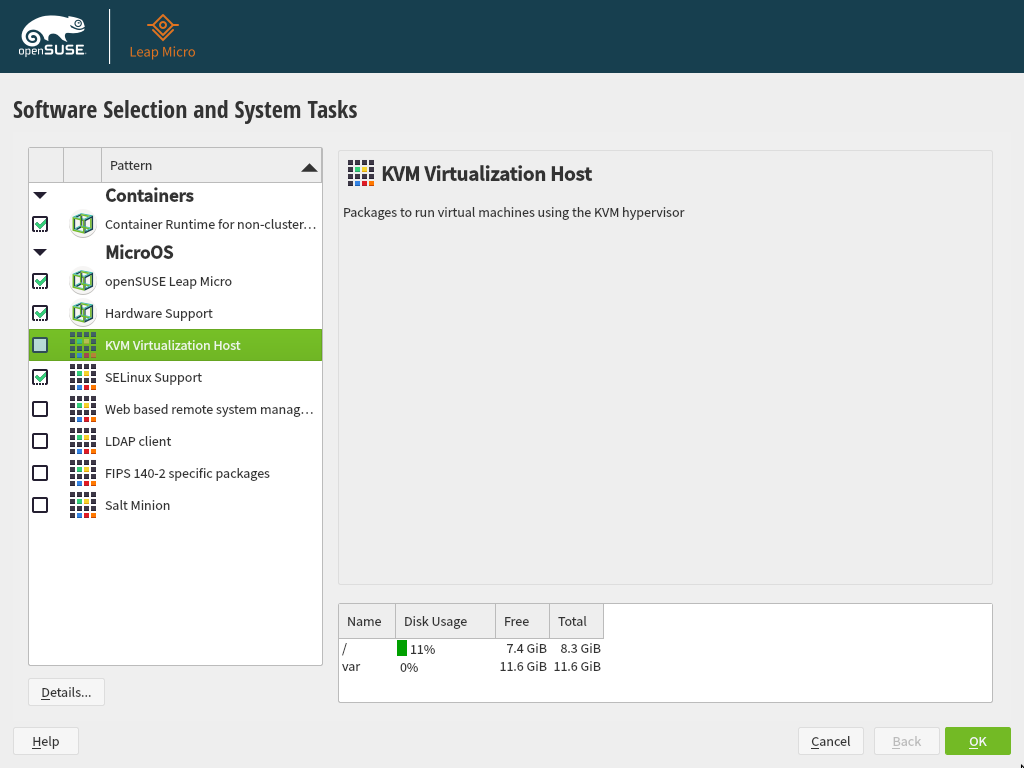 openSUSE.
Leap Micro
Software Selection and System Tasks
Pattern
Containers
Container Runtime for non-cluster…
MicroOS
openSUSE Leap Micro
Hardware Support
KVM Virtualization Host
SELinux Support
Web based remote system manag…
LDAP client
FIPS 140-2 specific packages
Salt Minion
Details...
KVM Virtualization Host
Packages to run virtual machines using the KVM hypervisor
Name Disk Usage Free Total
/ 11% 7.4 GiB 8.3 GiB
var 0% 11.6 GiB 11.6 GiB
Help Cancel Back OK